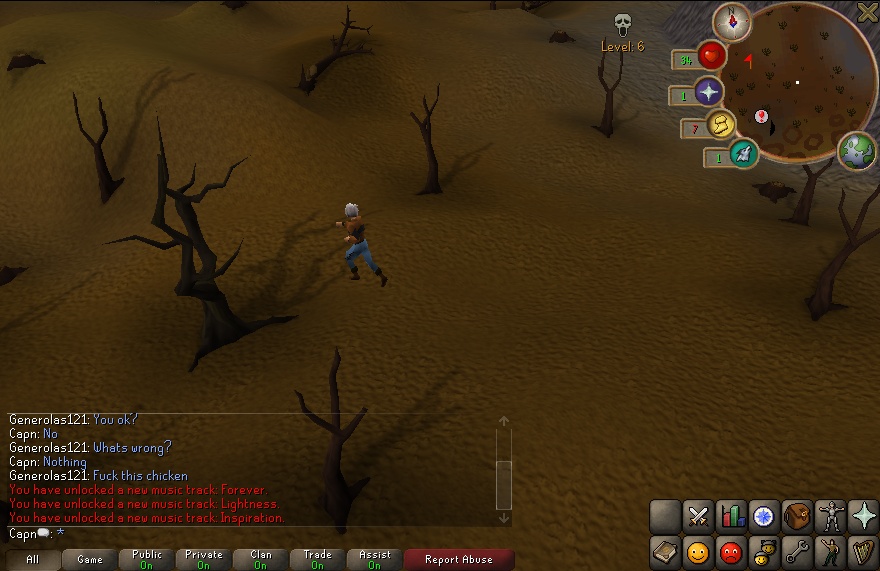 N
Level: 6
34
1
7
1
Generolas121: You ok?
Capn: No
Generolas121: Whats wrong?
Capn: Nothing
Generolas121: Fuck this chicken
You have unlocked a new music track: Forever
You have unlocked a new music track: Lightness.
You have unlocked a new music track: Inspiration.
Capn: *
All Game Public On Private On Clan On Trade On Assist On Report Abuse